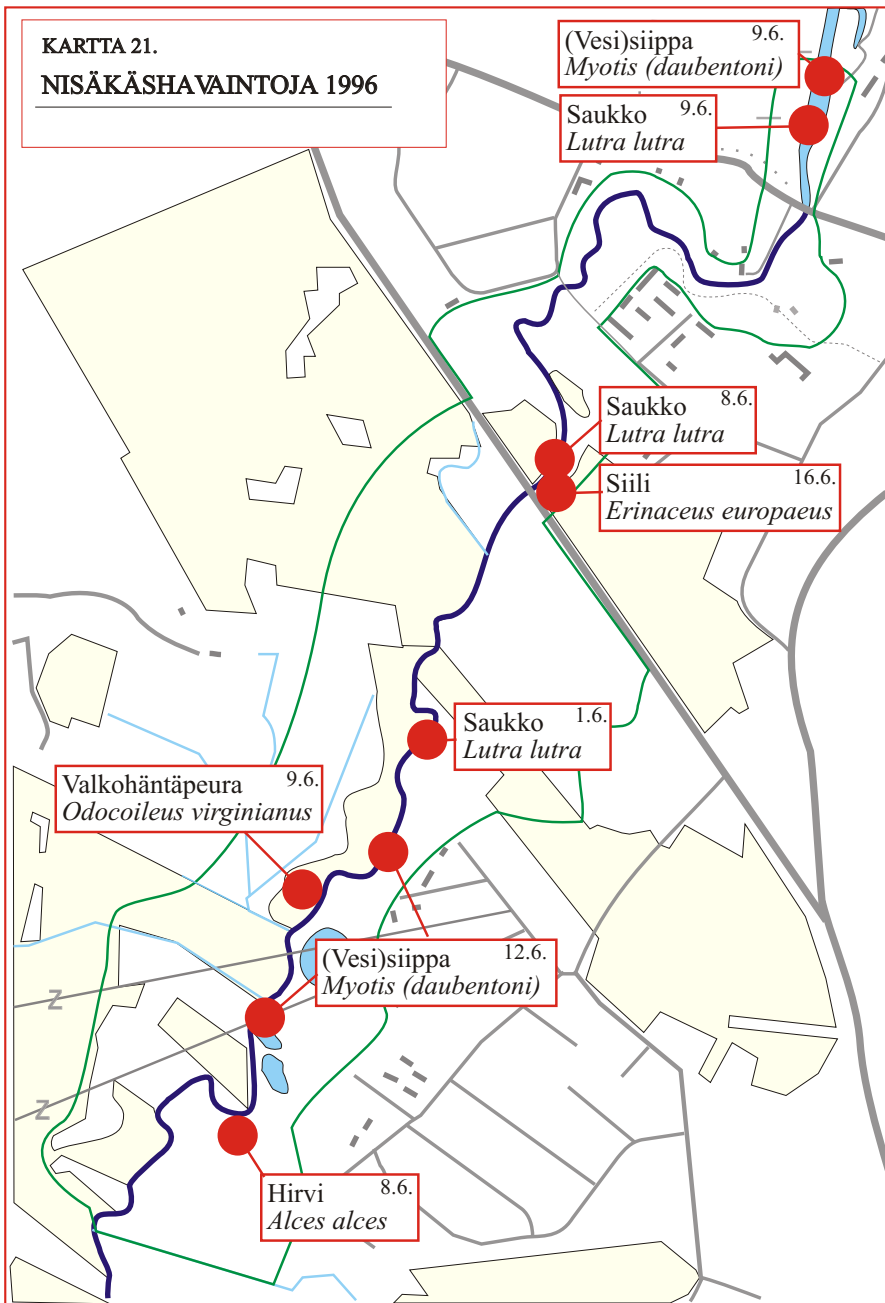 KARTTA 21.
NISÄKÄSHAVAINTOJA 1996
(Vesi)siippa 9.6.
Myotis (daubentoni)
Saukko 9.6.
Lutra lutra
Saukko 8.6.
Lutra lutra
Siili 16.6.
Erinaceus europaeus
Saukko 1.6.
Lutra lutra
Valkohäntäpeura 9.6.
Odocoileus virginianus
(Vesi)siippa 12.6.
Myotis (daubentoni)
Z
Z
Hirvi 8.6.
Alces alces